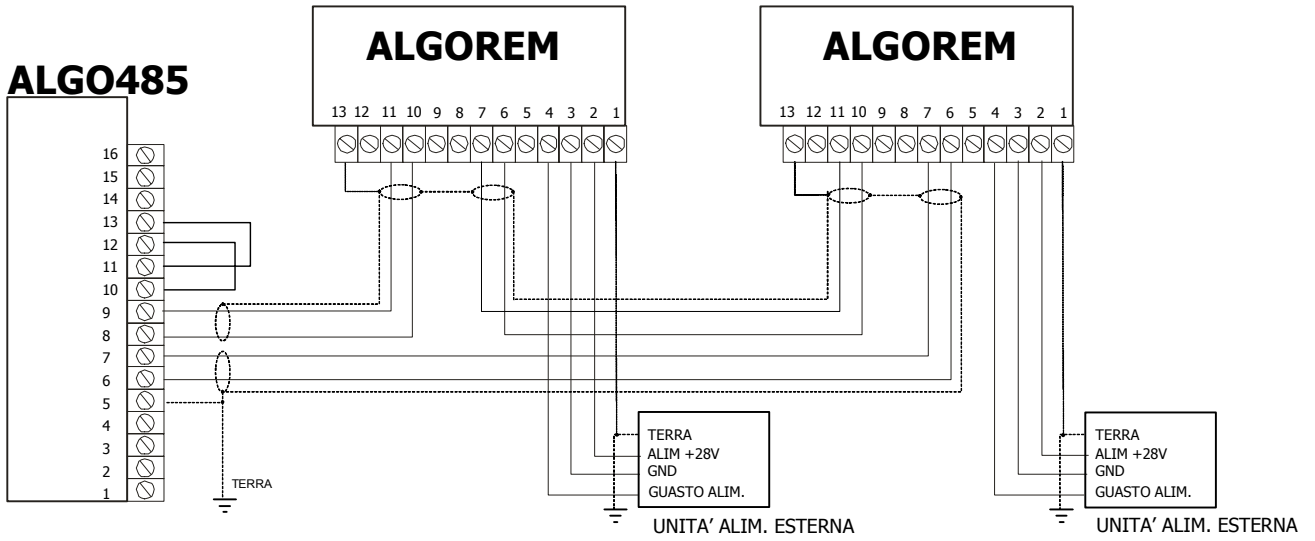 ALGO485
16
15
14
13
12
11
10
9
8
7
6
5
4
3
2
1
TERRA
ALGOREM
13 12 11 10 9 8 7 6 5 4 3 2 1
TERRA
ALIM +28V
GND
GUASTO ALIM.
UNITA' ALIM. ESTERNA
ALGOREM
13 12 11 10 9 8 7 6 5 4 3 2 1
TERRA
ALIM +28V
GND
GUASTO ALIM.
UNITA' ALIM. ESTERNA